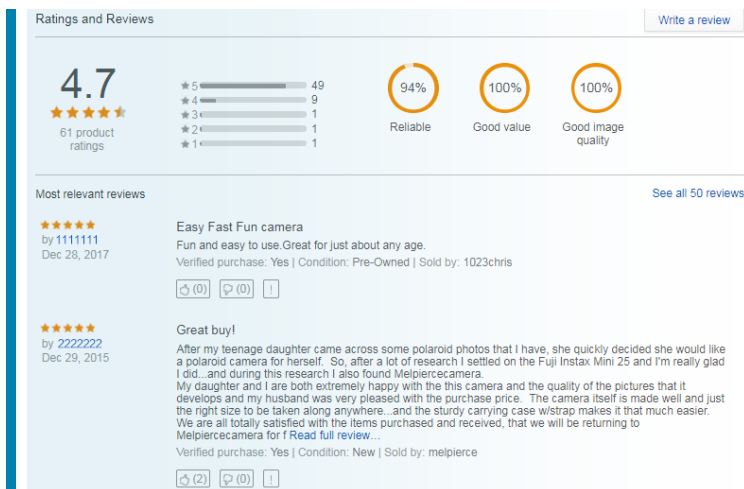 Ratings and Reviews
Write a review
4.7
61 product
ratings
5 49
4 9
3 1
2 1
1 1
94%
Reliable
100%
Good value
100%
Good image
quality
Most relevant reviews
See all 50 reviews
by 1111111
Dec 28, 2017
Easy Fast Fun camera
Fun and easy to use.Great for just about any age.
Verified purchase: Yes | Condition: Pre-Owned | Sold by: 1023chris
(0) (0) !
by 2222222
Dec 29, 2015
Great buy!
After my teenage daughter came across some polaroid photos that I have, she quickly decided she would like
a polaroid camera for herself. So, after a lot of research I settled on the Fuji Instax Mini 25 and I'm really glad
I did...and during this research I also found Melpiercecamera.
My daughter and I are both extremely happy with the this camera and the quality of the pictures that it
develops and my husband was very pleased with the purchase price. The camera itself is made well and just
the right size to be taken along anywhere...and the sturdy carrying case w/strap makes it that much easier.
We are all totally satisfied with the items purchased and received, that we will be returning to
Melpiercecamera for f Read full review...
Verified purchase: Yes | Condition: New | Sold by: melpierce
(2) (0) !